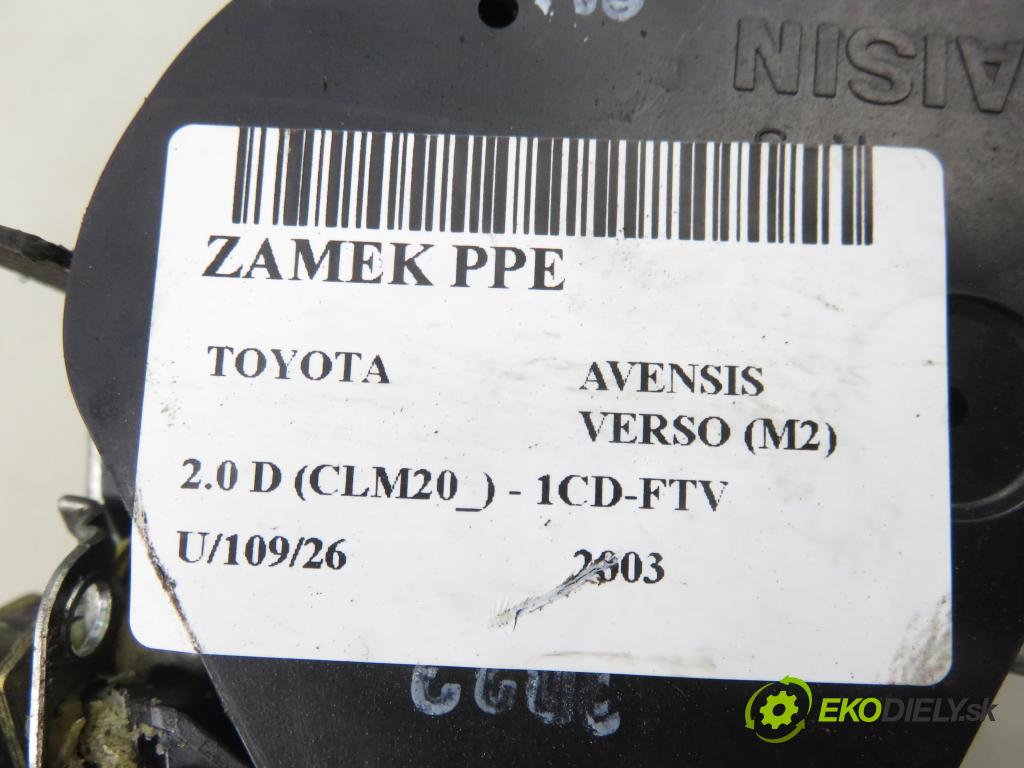 AISIN
ZAMEK PPE
TOYOTA AVENSIS
VERSO (M2)
2.0 D (CLM20_) - 1CD-FTV
U/109/26 2003
EKODIELY.sk